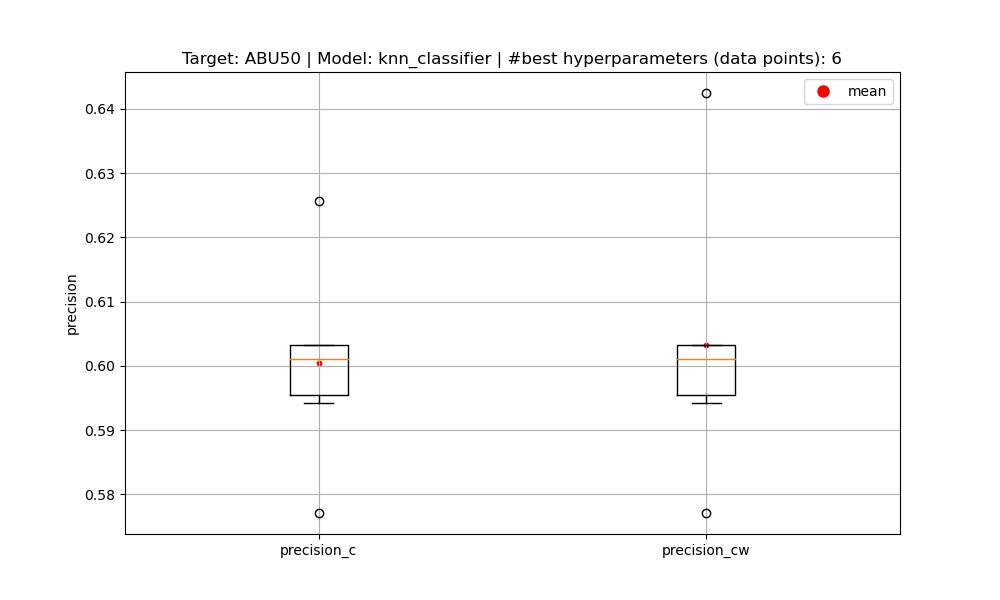 Target: ABU50 | Model: knn_classifier | #best hyperparameters (data points): 6
mean
0.64
0.63
0.62
0.61
0.60
0.59
0.58
precision
precision_c
precision_cw